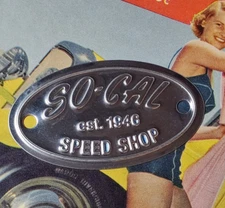 SO-CAL
est. 1946
SPEED SHOP